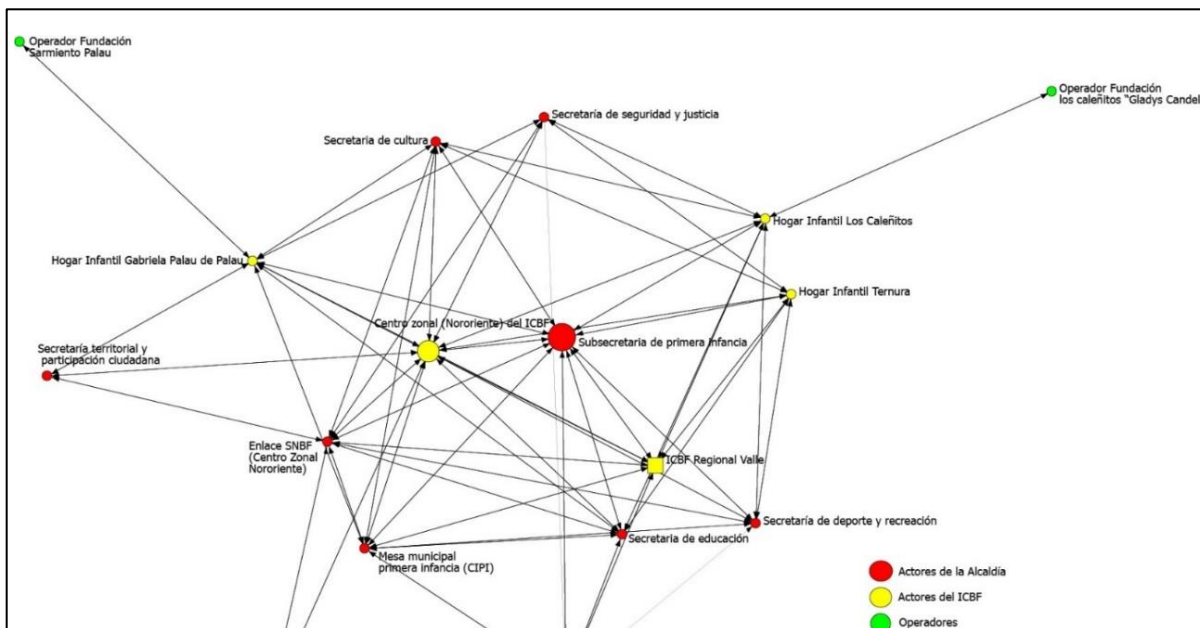 Operador Fundación
Sarmiento Palau
Operador Fundación
los caleñitos "Gladys Candel
Secretaría de seguridad y justicia
Secretaria de cultura
Hogar Infantil Los Caleñitos
Hogar Infantil Gabriela Palau de Palau
Hogar Infantil Ternura
Centro zonal (Nororiente) del ICBF
Subsecretaria de primera infancia
Secretaría territorial y
participación ciudadana
Enlace SNBF
(Centro Zonal
Nororiente)
ICBF Regional Valle
Secretaría de deporte y recreación
Secretaria de educación
Mesa municipal
primera infancia (CIPI)
Actores de la Alcaldía
Actores del ICBF
Operadores